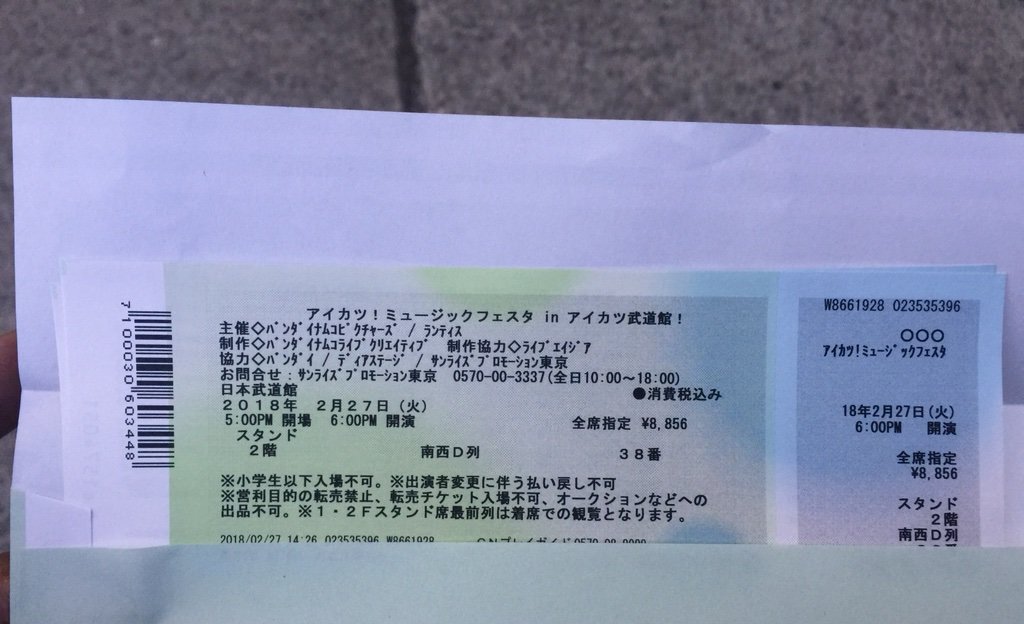 アイカツ！ミュージックフェスタ in アイカツ武道館！
主催◇ﾊﾞﾝﾀﾞｲﾅﾑｺﾋﾟｸﾁｬｰｽﾞ / ﾗﾝﾃｨｽ
制作◇ﾊﾞﾝﾀﾞｲﾅﾑｺﾗｲﾌﾞｸﾘｴｲﾃｨﾌﾞ 制作協力◇ﾗｲﾌﾞｴｲｼﾞｱ
協力◇ﾊﾞﾝﾀﾞｲ / ﾃﾞｨｱｽﾃｰｼﾞ / ｻﾝﾗｲｽﾞﾌﾟﾛﾓｰｼｮﾝ東京
お問合せ：ｻﾝﾗｲｽﾞﾌﾟﾛﾓｰｼｮﾝ東京 0570-00-3337(全日10:00～18:00)
日本武道館 ●消費税込み
２０１８年 ２月２７日（火）
5:00PM 開場 6:00PM 開演 全席指定 ¥8,856
スタンド
２階 南西Ｄ列 ３８番
※小学生以下入場不可。※出演者変更に伴う払い戻し不可
※営利目的の転売禁止、転売チケット入場不可、オークションなどへの
出品不可。※１・２Ｆスタンド席最前列は着席での観覧となります。
2018/02/27 14:26 023535396 W8661928
7100030603448
W8661928 023535396
○○○
ｱｲｶﾂ!ﾐｭｰｼﾞｯｸﾌｪｽﾀ
18年2月27日(火)
6:00PM 開演
全席指定
¥8,856
スタンド
２階
南西Ｄ列